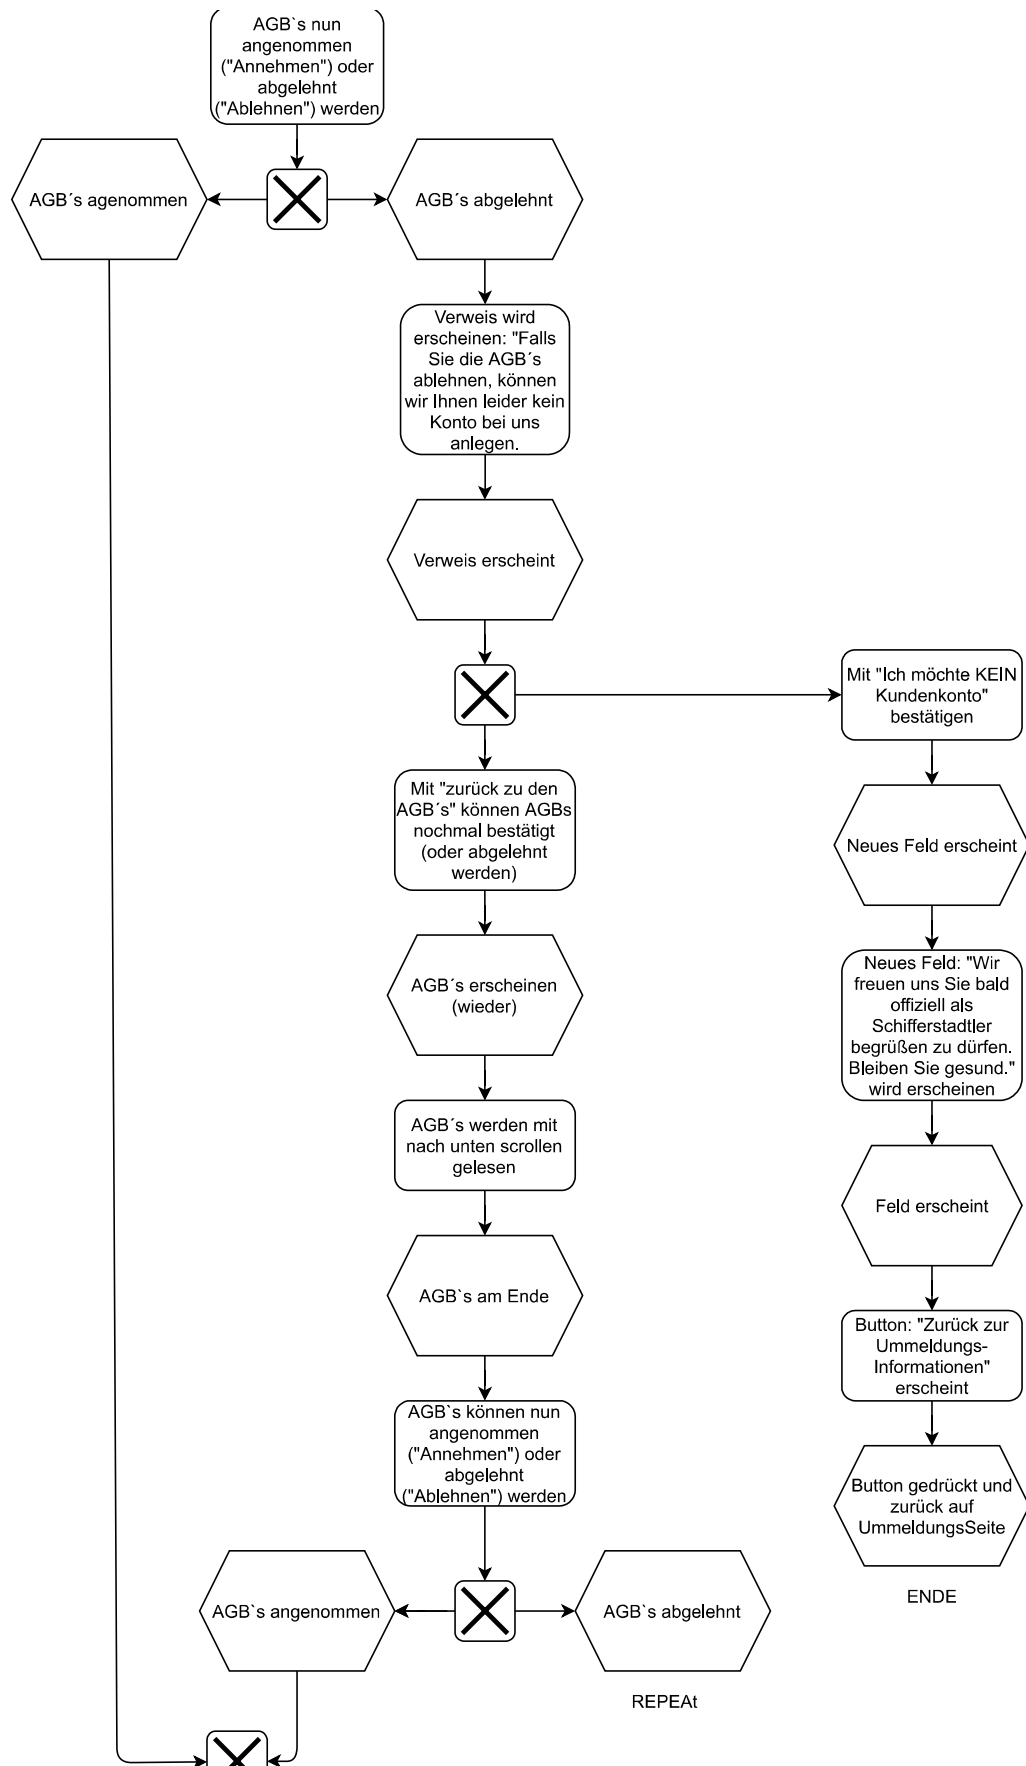 AGB`s nun
angenommen
("Annehmen") oder
abgelehnt
("Ablehnen") werden
AGB´s agenommen
AGB´s abgelehnt
Verweis wird
erscheinen: "Falls
Sie die AGB´s
ablehnen, können
wir Ihnen leider kein
Konto bei uns
anlegen.
Verweis erscheint
Mit "Ich möchte KEIN
Kundenkonto"
bestätigen
Mit "zurück zu den
AGB´s" können AGBs
nochmal bestätigt
(oder abgelehnt
werden)
Neues Feld erscheint
AGB´s erscheinen
(wieder)
Neues Feld: "Wir
freuen uns Sie bald
offiziell als
Schifferstadtler
begrüßen zu dürfen.
Bleiben Sie gesund."
wird erscheinen
AGB´s werden mit
nach unten scrollen
gelesen
Feld erscheint
AGB`s am Ende
Button: "Zurück zur
Ummeldungs-
Informationen"
erscheint
AGB`s können nun
angenommen
("Annehmen") oder
abgelehnt
("Ablehnen") werden
Button gedrückt und
zurück auf
UmmeldungsSeite
ENDE
AGB`s angenommen
AGB`s abgelehnt
REPEAt